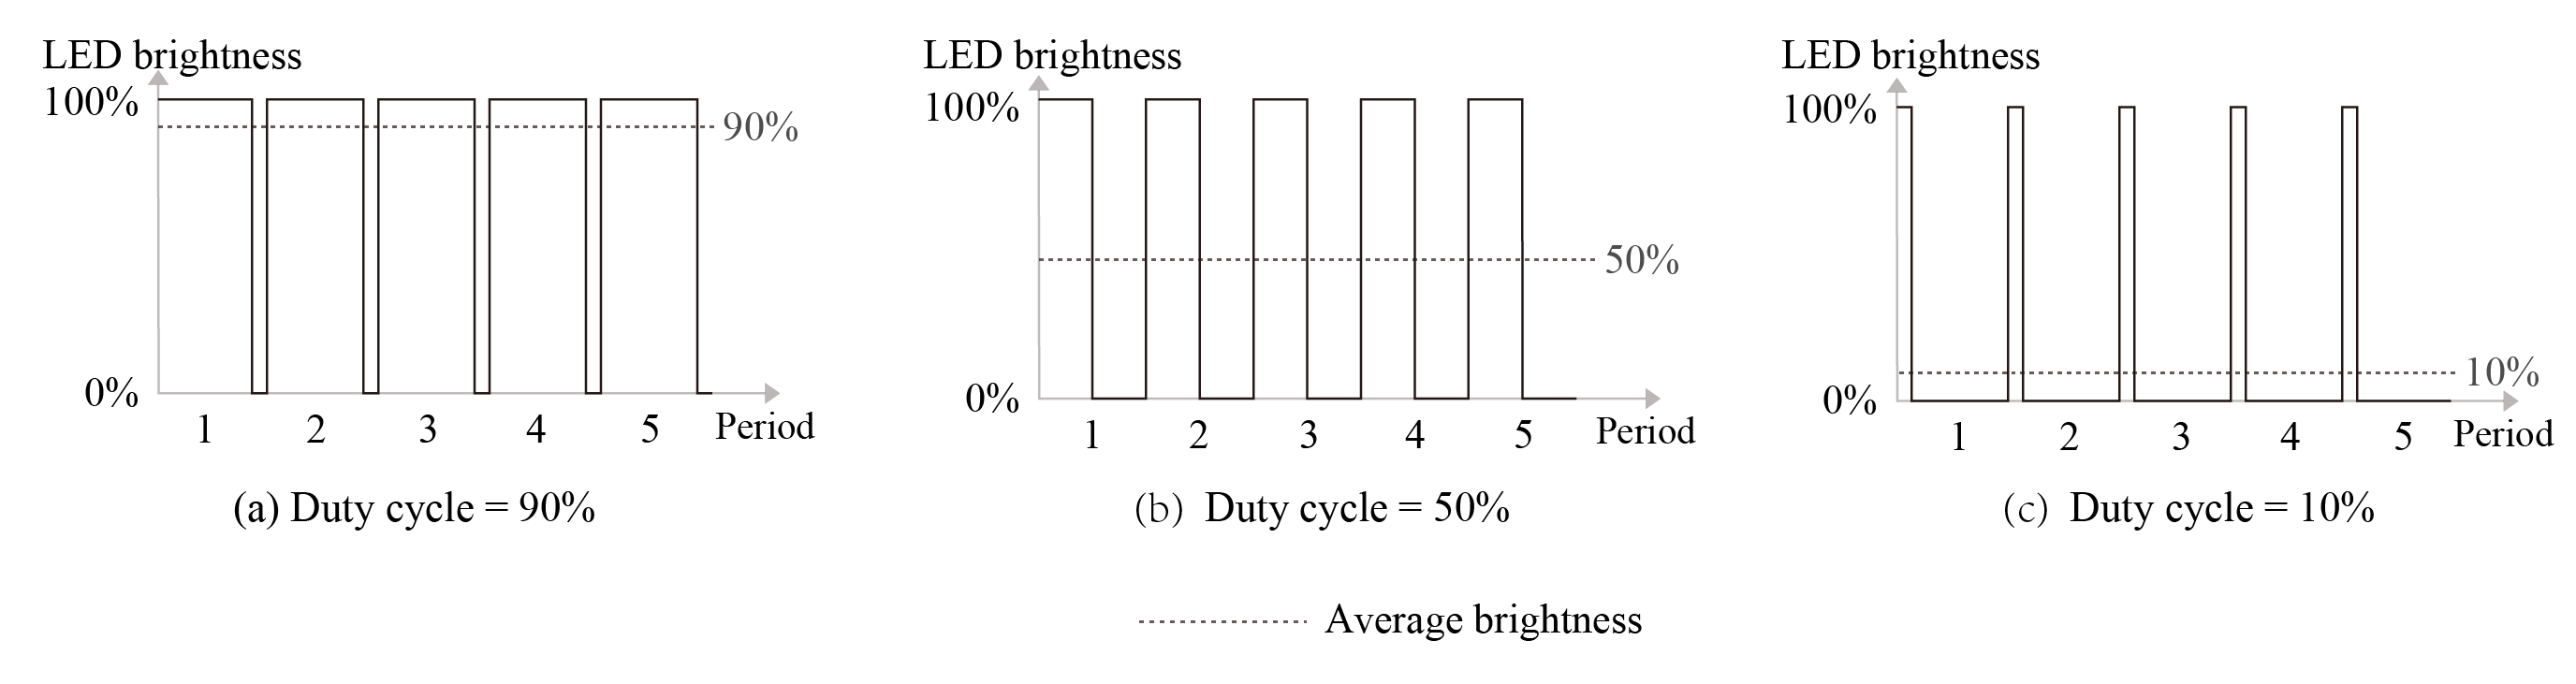 LED brightness
100%
90%
0%
1 2 3 4 5 Period
(a) Duty cycle = 90%
LED brightness
100%
50%
0%
1 2 3 4 5 Period
(b) Duty cycle = 50%
LED brightness
100%
10%
0%
1 2 3 4 5 Period
(c) Duty cycle = 10%
Average brightness